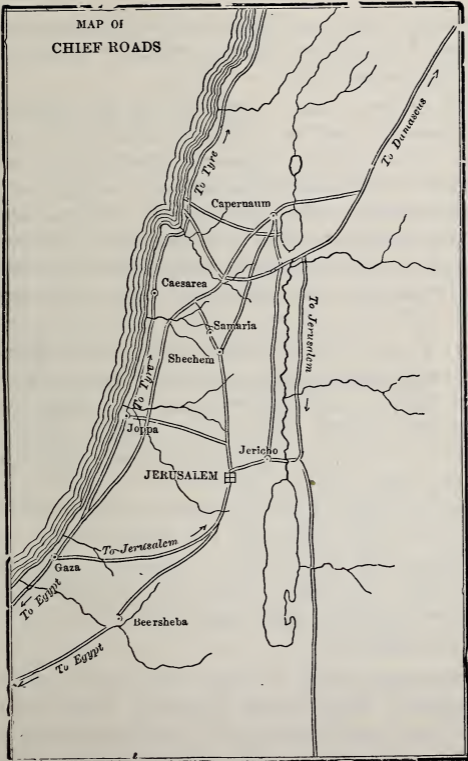 MAP OF
CHIEF ROADS
To Damascus
To Tyre
Capernaum
Caesarea
Samaria
To Jerusalem
Shechem
To Tyre
Joppa
Jericho
JERUSALEM
To Jerusalem
Gaza
To Egypt
Beersheba
To Egypt